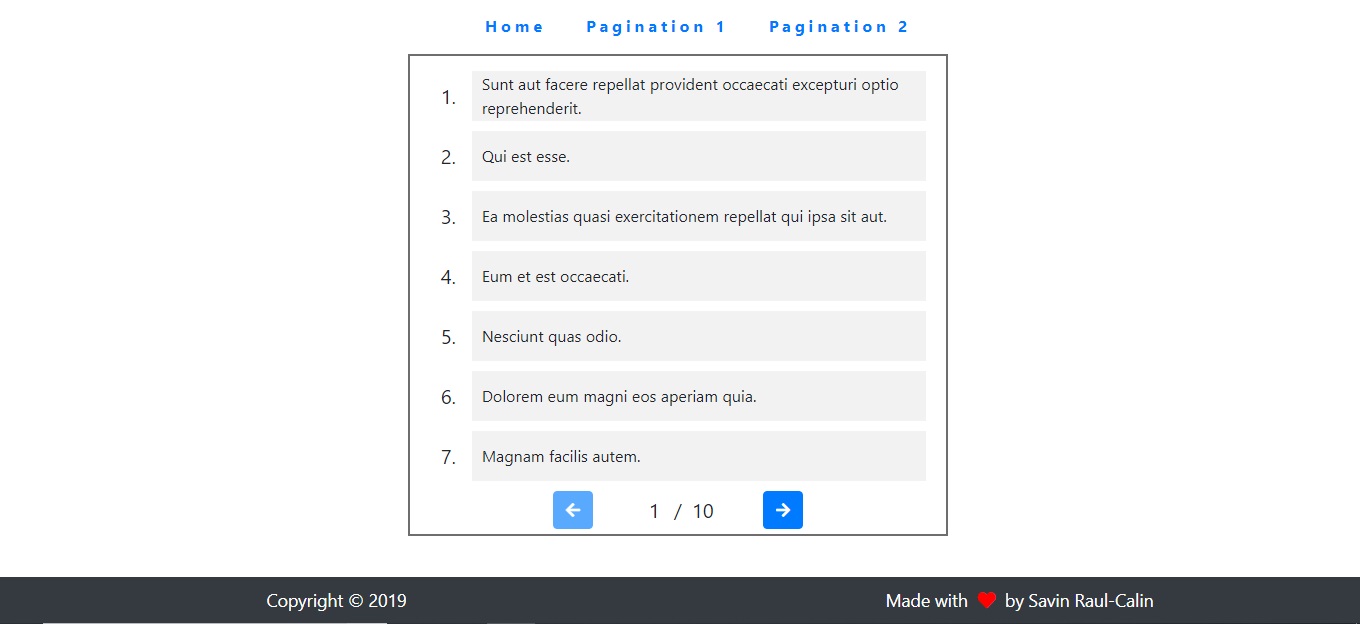 Home Pagination 1 Pagination 2
1. Sunt aut facere repellat provident occaecati excepturi optio
reprehenderit.
2. Qui est esse.
3. Ea molestias quasi exercitationem repellat qui ipsa sit aut.
4. Eum et est occaecati.
5. Nesciunt quas odio.
6. Dolorem eum magni eos aperiam quia.
7. Magnam facilis autem.
1 / 10
Copyright © 2019 Made with ❤ by Savin Raul-Calin